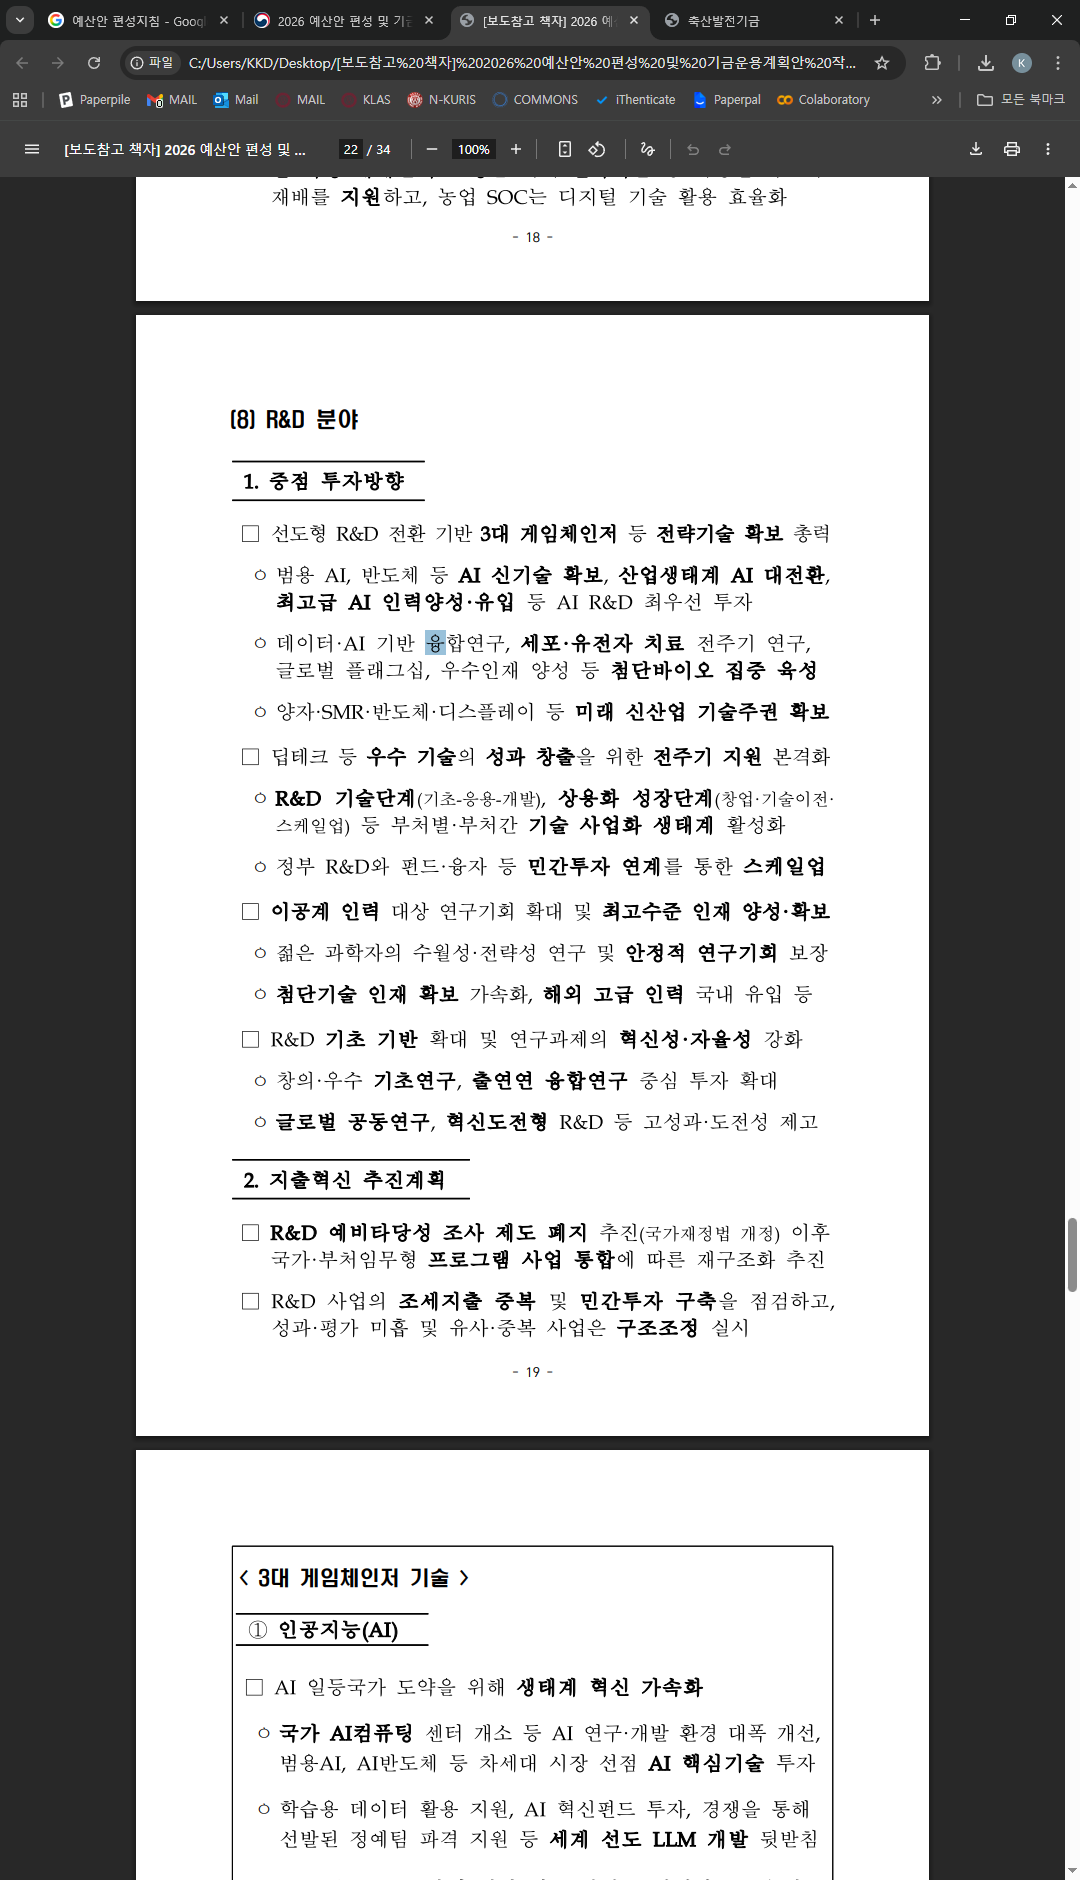 예산안 편성지침 - Goog
2026 예산안 편성 및 기금
[보도참고 책자] 2026 예
축산발전기금
파일
C:/Users/KKD/Desktop/[보도참고%20책자]%202026%20예산안%20편성%20및%20기금운용계획안%20작...
K
Paperpile
MAIL
Mail
MAIL
KLAS
N-KURIS
COMMONS
iThenticate
Paperpal
Colaboratory
모든 북마크
[보도참고 책자] 2026 예산안 편성 및 ...
22 / 34
100%
재배를 지원하고, 농업 SOC는 디지털 기술 활용 효율화
- 18 -
(8) R&D 분야
1. 중점 투자방향
□ 선도형 R&D 전환 기반 3대 게임체인저 등 전략기술 확보 총력
ㅇ 범용 AI, 반도체 등 AI 신기술 확보, 산업생태계 AI 대전환,
최고급 AI 인력양성·유입 등 AI R&D 최우선 투자
ㅇ 데이터·AI 기반 융합연구, 세포·유전자 치료 전주기 연구,
글로벌 플래그십, 우수인재 양성 등 첨단바이오 집중 육성
ㅇ 양자·SMR·반도체·디스플레이 등 미래 신산업 기술주권 확보
□ 딥테크 등 우수 기술의 성과 창출을 위한 전주기 지원 본격화
ㅇ R&D 기술단계(기초-응용-개발), 상용화 성장단계(창업·기술이전·
스케일업) 등 부처별·부처간 기술 사업화 생태계 활성화
ㅇ 정부 R&D와 펀드·융자 등 민간투자 연계를 통한 스케일업
□ 이공계 인력 대상 연구기회 확대 및 최고수준 인재 양성·확보
ㅇ 젊은 과학자의 수월성·전략성 연구 및 안정적 연구기회 보장
ㅇ 첨단기술 인재 확보 가속화, 해외 고급 인력 국내 유입 등
□ R&D 기초 기반 확대 및 연구과제의 혁신성·자율성 강화
ㅇ 창의·우수 기초연구, 출연연 융합연구 중심 투자 확대
ㅇ 글로벌 공동연구, 혁신도전형 R&D 등 고성과·도전성 제고
2. 지출혁신 추진계획
□ R&D 예비타당성 조사 제도 폐지 추진(국가재정법 개정) 이후
국가·부처임무형 프로그램 사업 통합에 따른 재구조화 추진
□ R&D 사업의 조세지출 중복 및 민간투자 구축을 점검하고,
성과·평가 미흡 및 유사·중복 사업은 구조조정 실시
- 19 -
< 3대 게임체인저 기술 >
① 인공지능(AI)
□ AI 일등국가 도약을 위해 생태계 혁신 가속화
ㅇ 국가 AI컴퓨팅 센터 개소 등 AI 연구·개발 환경 대폭 개선,
범용AI, AI반도체 등 차세대 시장 선점 AI 핵심기술 투자
ㅇ 학습용 데이터 활용 지원, AI 혁신펀드 투자, 경쟁을 통해
선발된 정예팀 파격 지원 등 세계 선도 LLM 개발 뒷받침